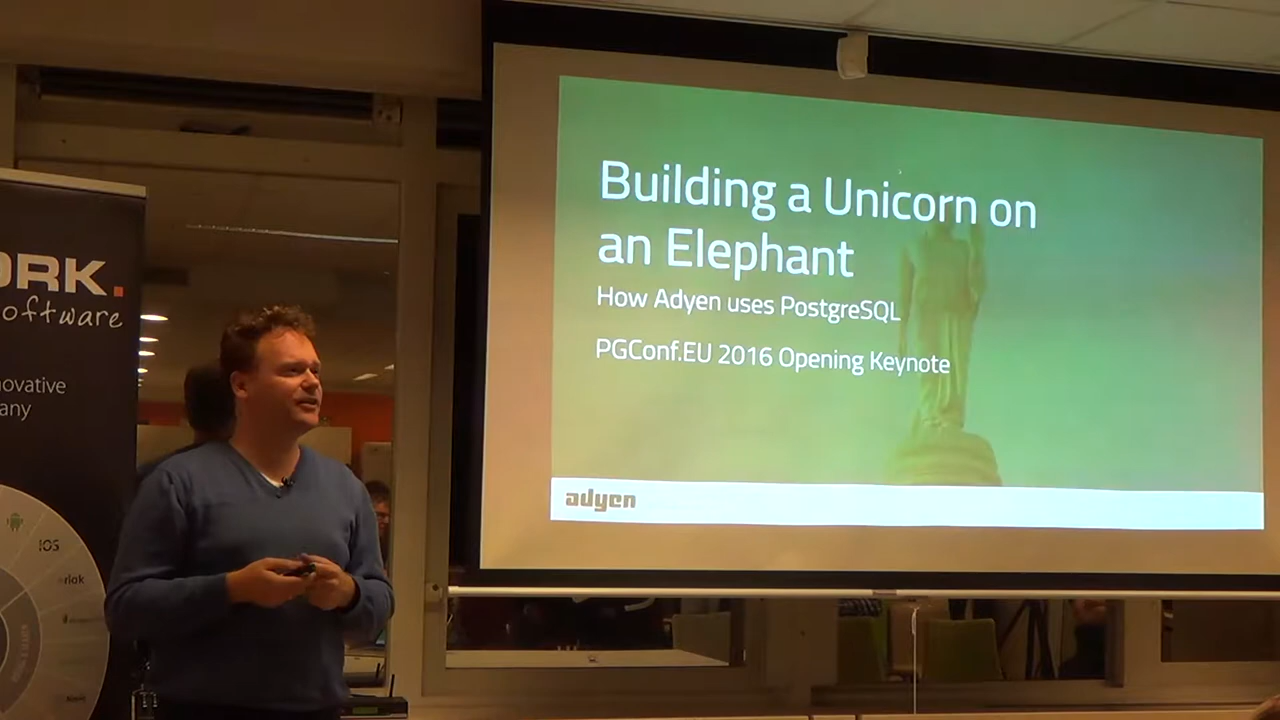 Building a Unicorn on
an Elephant
How Adyen uses PostgreSQL
PGConf.EU 2016 Opening Keynote
adyen
ORK.
oftware
novative
any
iOS
riak